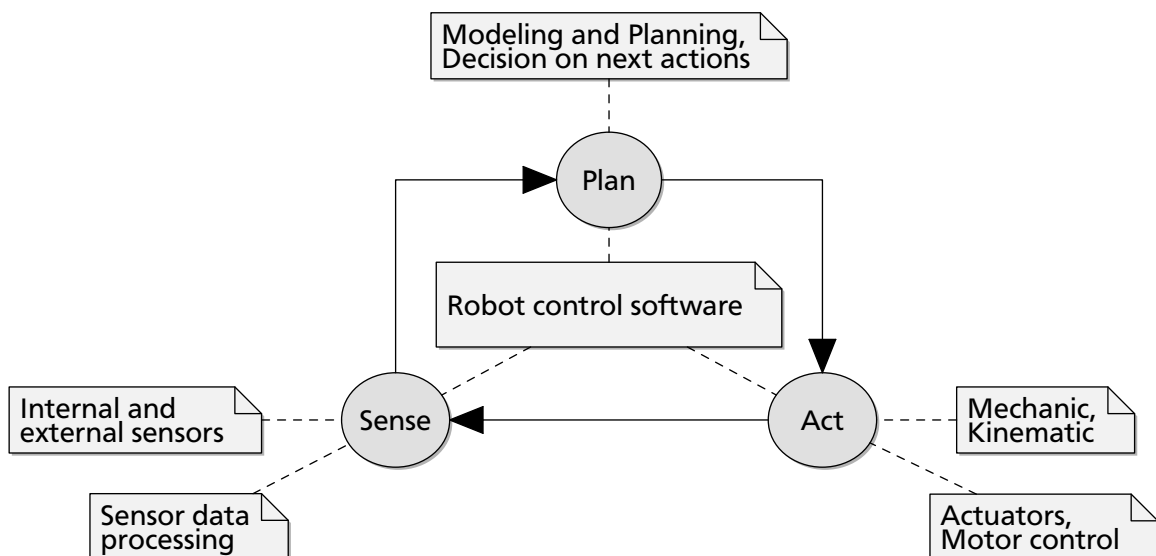 Modeling and Planning,
Decision on next actions
Plan
Robot control software
Internal and
external sensors
Sense
Act
Mechanic,
Kinematic
Sensor data
processing
Actuators,
Motor control